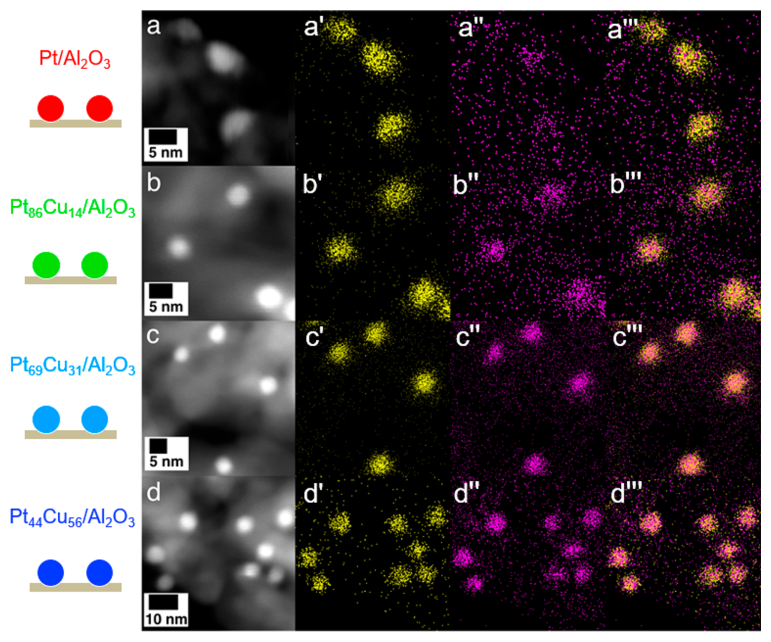 Pt/Al₂O₃
a a' a'' a'''
5 nm
Pt₈₆Cu₁₄/Al₂O₃
b b' b'' b'''
5 nm
Pt₆₉Cu₃₁/Al₂O₃
c c' c'' c'''
5 nm
Pt₄₄Cu₅₆/Al₂O₃
d d' d'' d'''
10 nm